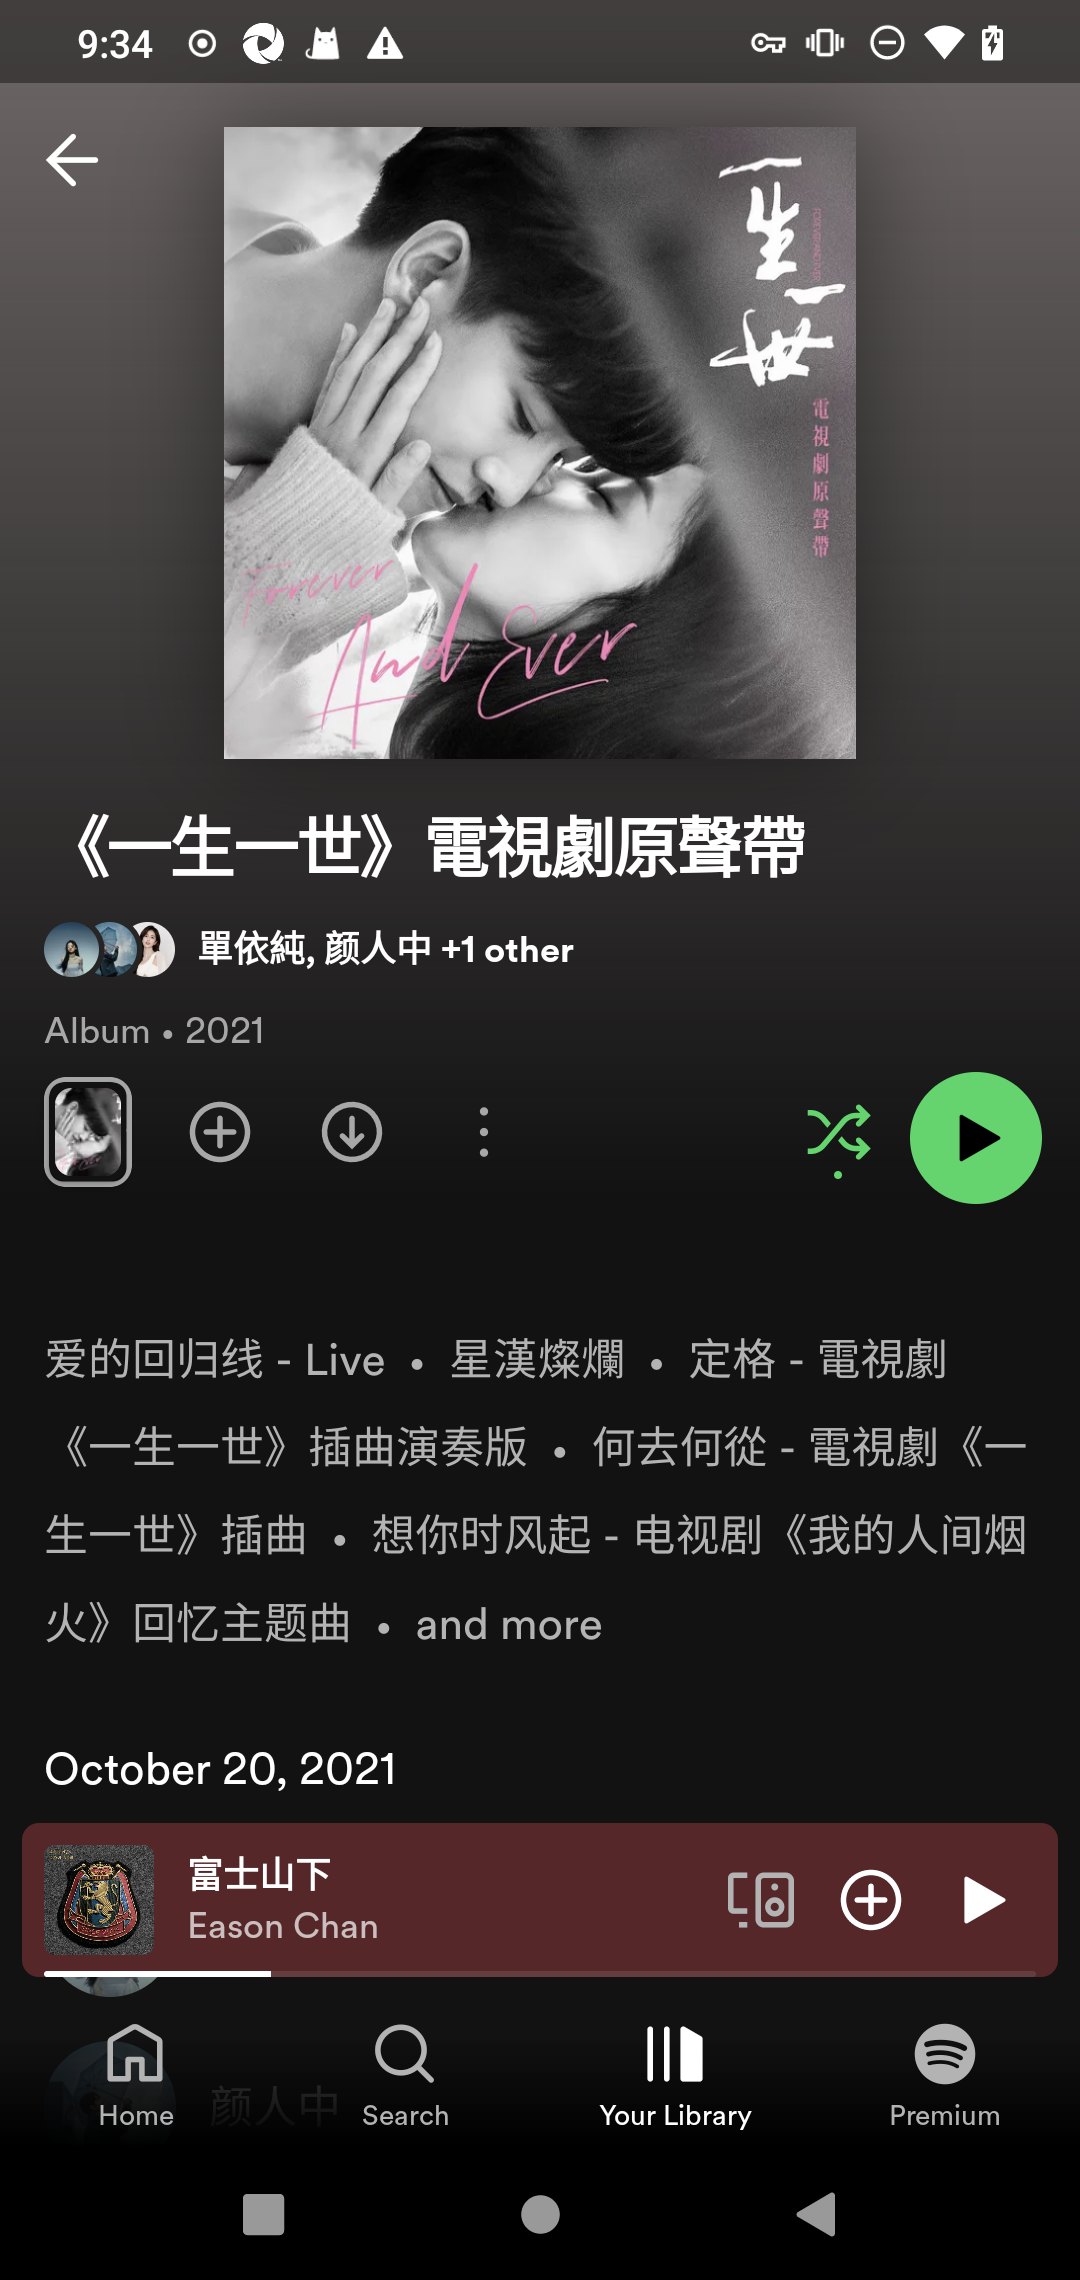 9:34
一生一世
FOREVER AND EVER
電視劇原聲帶
Forever
And Ever
《一生一世》電視劇原聲帶
單依純, 颜人中 +1 other
Album • 2021
爱的回归线 - Live • 星漢燦爛 • 定格 - 電視劇
《一生一世》插曲演奏版 • 何去何從 - 電視劇《一
生一世》插曲 • 想你时风起 - 电视剧《我的人间烟
火》回忆主题曲 • and more
October 20, 2021
富士山下
Eason Chan
颜人中
Home
Search
Your Library
Premium